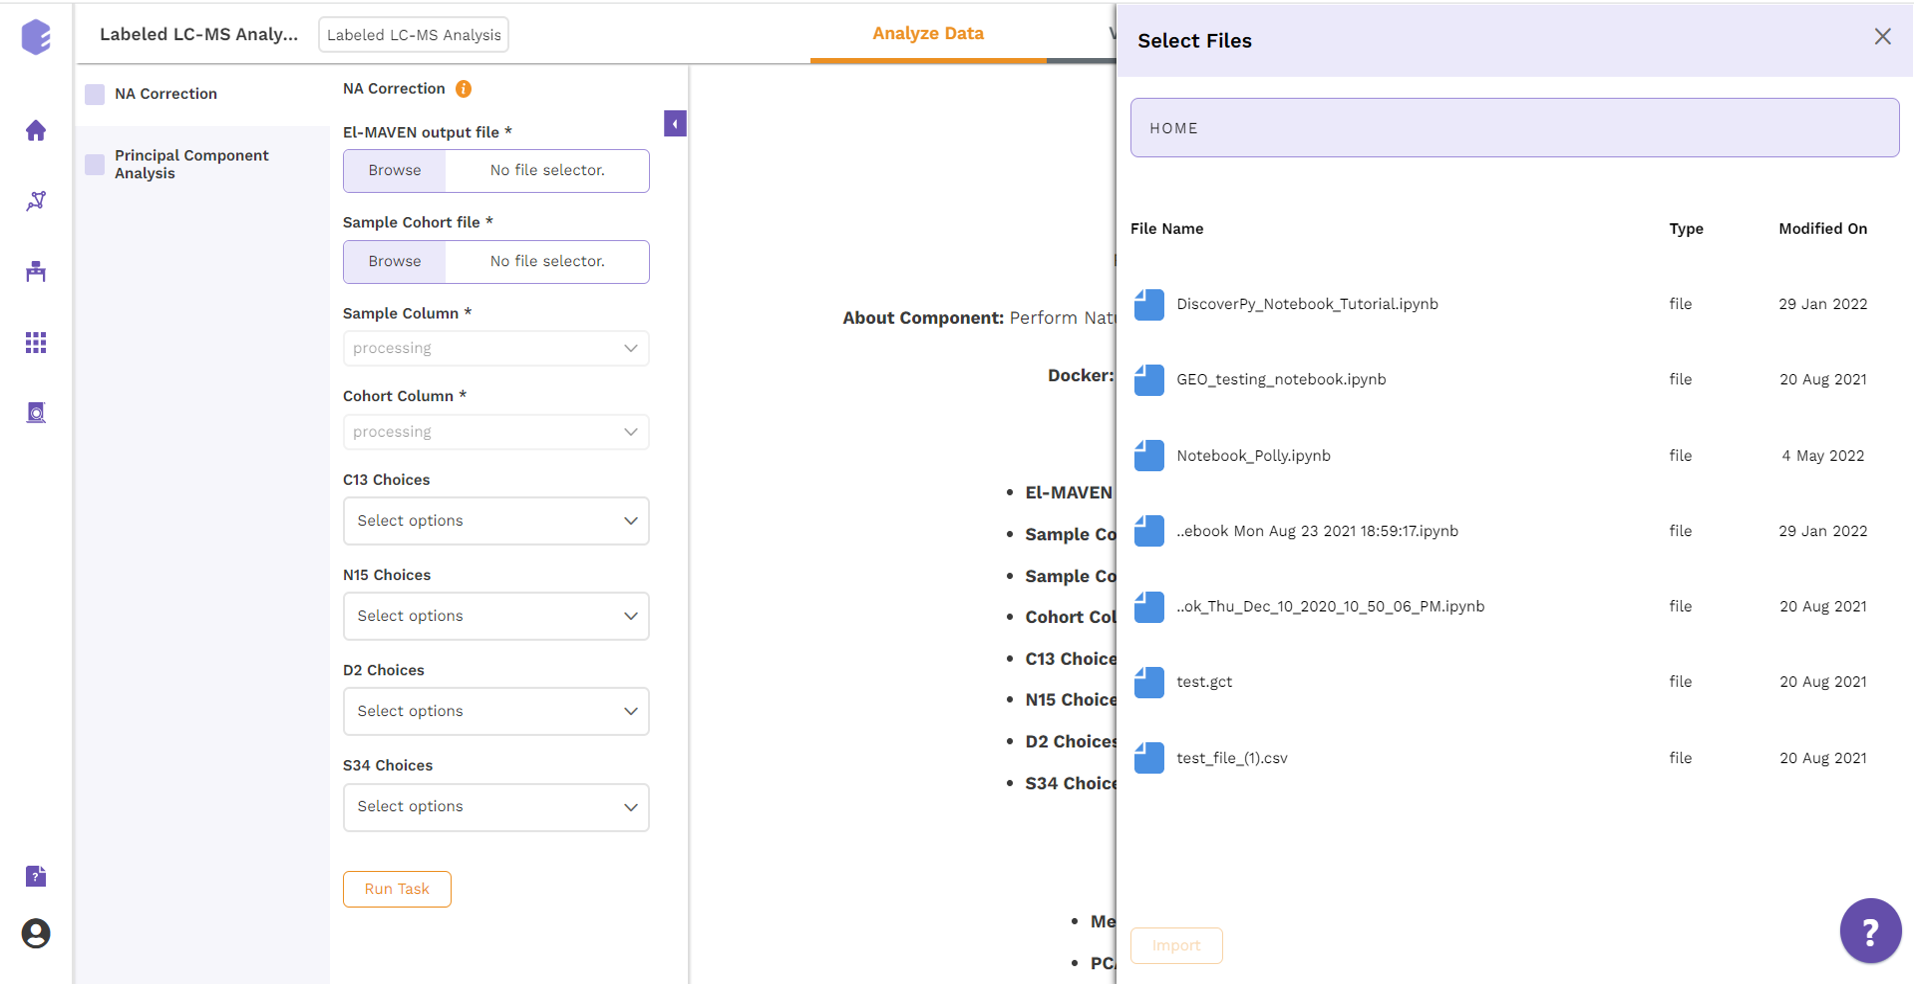 Labeled LC-MS Analy...
Labeled LC-MS Analysis
Analyze Data
NA Correction
Principal Component
Analysis
NA Correction
El-MAVEN output file *
Browse
No file selector.
Sample Cohort file *
Browse
No file selector.
Sample Column *
processing
Cohort Column *
processing
C13 Choices
Select options
N15 Choices
Select options
D2 Choices
Select options
S34 Choices
Select options
Run Task
About Component: Perform Natu
Docker:
• El-MAVEN
• Sample Co
• Sample Co
• Cohort Col
• C13 Choice
• N15 Choice
• D2 Choices
• S34 Choice
• Me
• PCA
Select Files
HOME
File Name Type Modified On
DiscoverPy_Notebook_Tutorial.ipynb file 29 Jan 2022
GEO_testing_notebook.ipynb file 20 Aug 2021
Notebook_Polly.ipynb file 4 May 2022
..ebook Mon Aug 23 2021 18:59:17.ipynb file 29 Jan 2022
..ok_Thu_Dec_10_2020_10_50_06_PM.ipynb file 20 Aug 2021
test.gct file 20 Aug 2021
test_file_(1).csv file 20 Aug 2021
Import
?